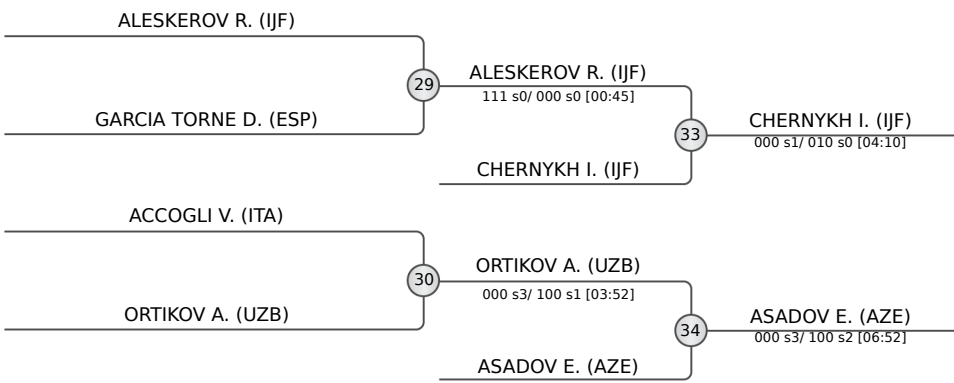 ALESKEROV R. (IJF)
29
GARCIA TORNE D. (ESP)
ALESKEROV R. (IJF)
111 s0/ 000 s0 [00:45]
33
CHERNYKH I. (IJF)
CHERNYKH I. (IJF)
000 s1/ 010 s0 [04:10]
ACCOGLI V. (ITA)
30
ORTIKOV A. (UZB)
ORTIKOV A. (UZB)
000 s3/ 100 s1 [03:52]
34
ASADOV E. (AZE)
ASADOV E. (AZE)
000 s3/ 100 s2 [06:52]